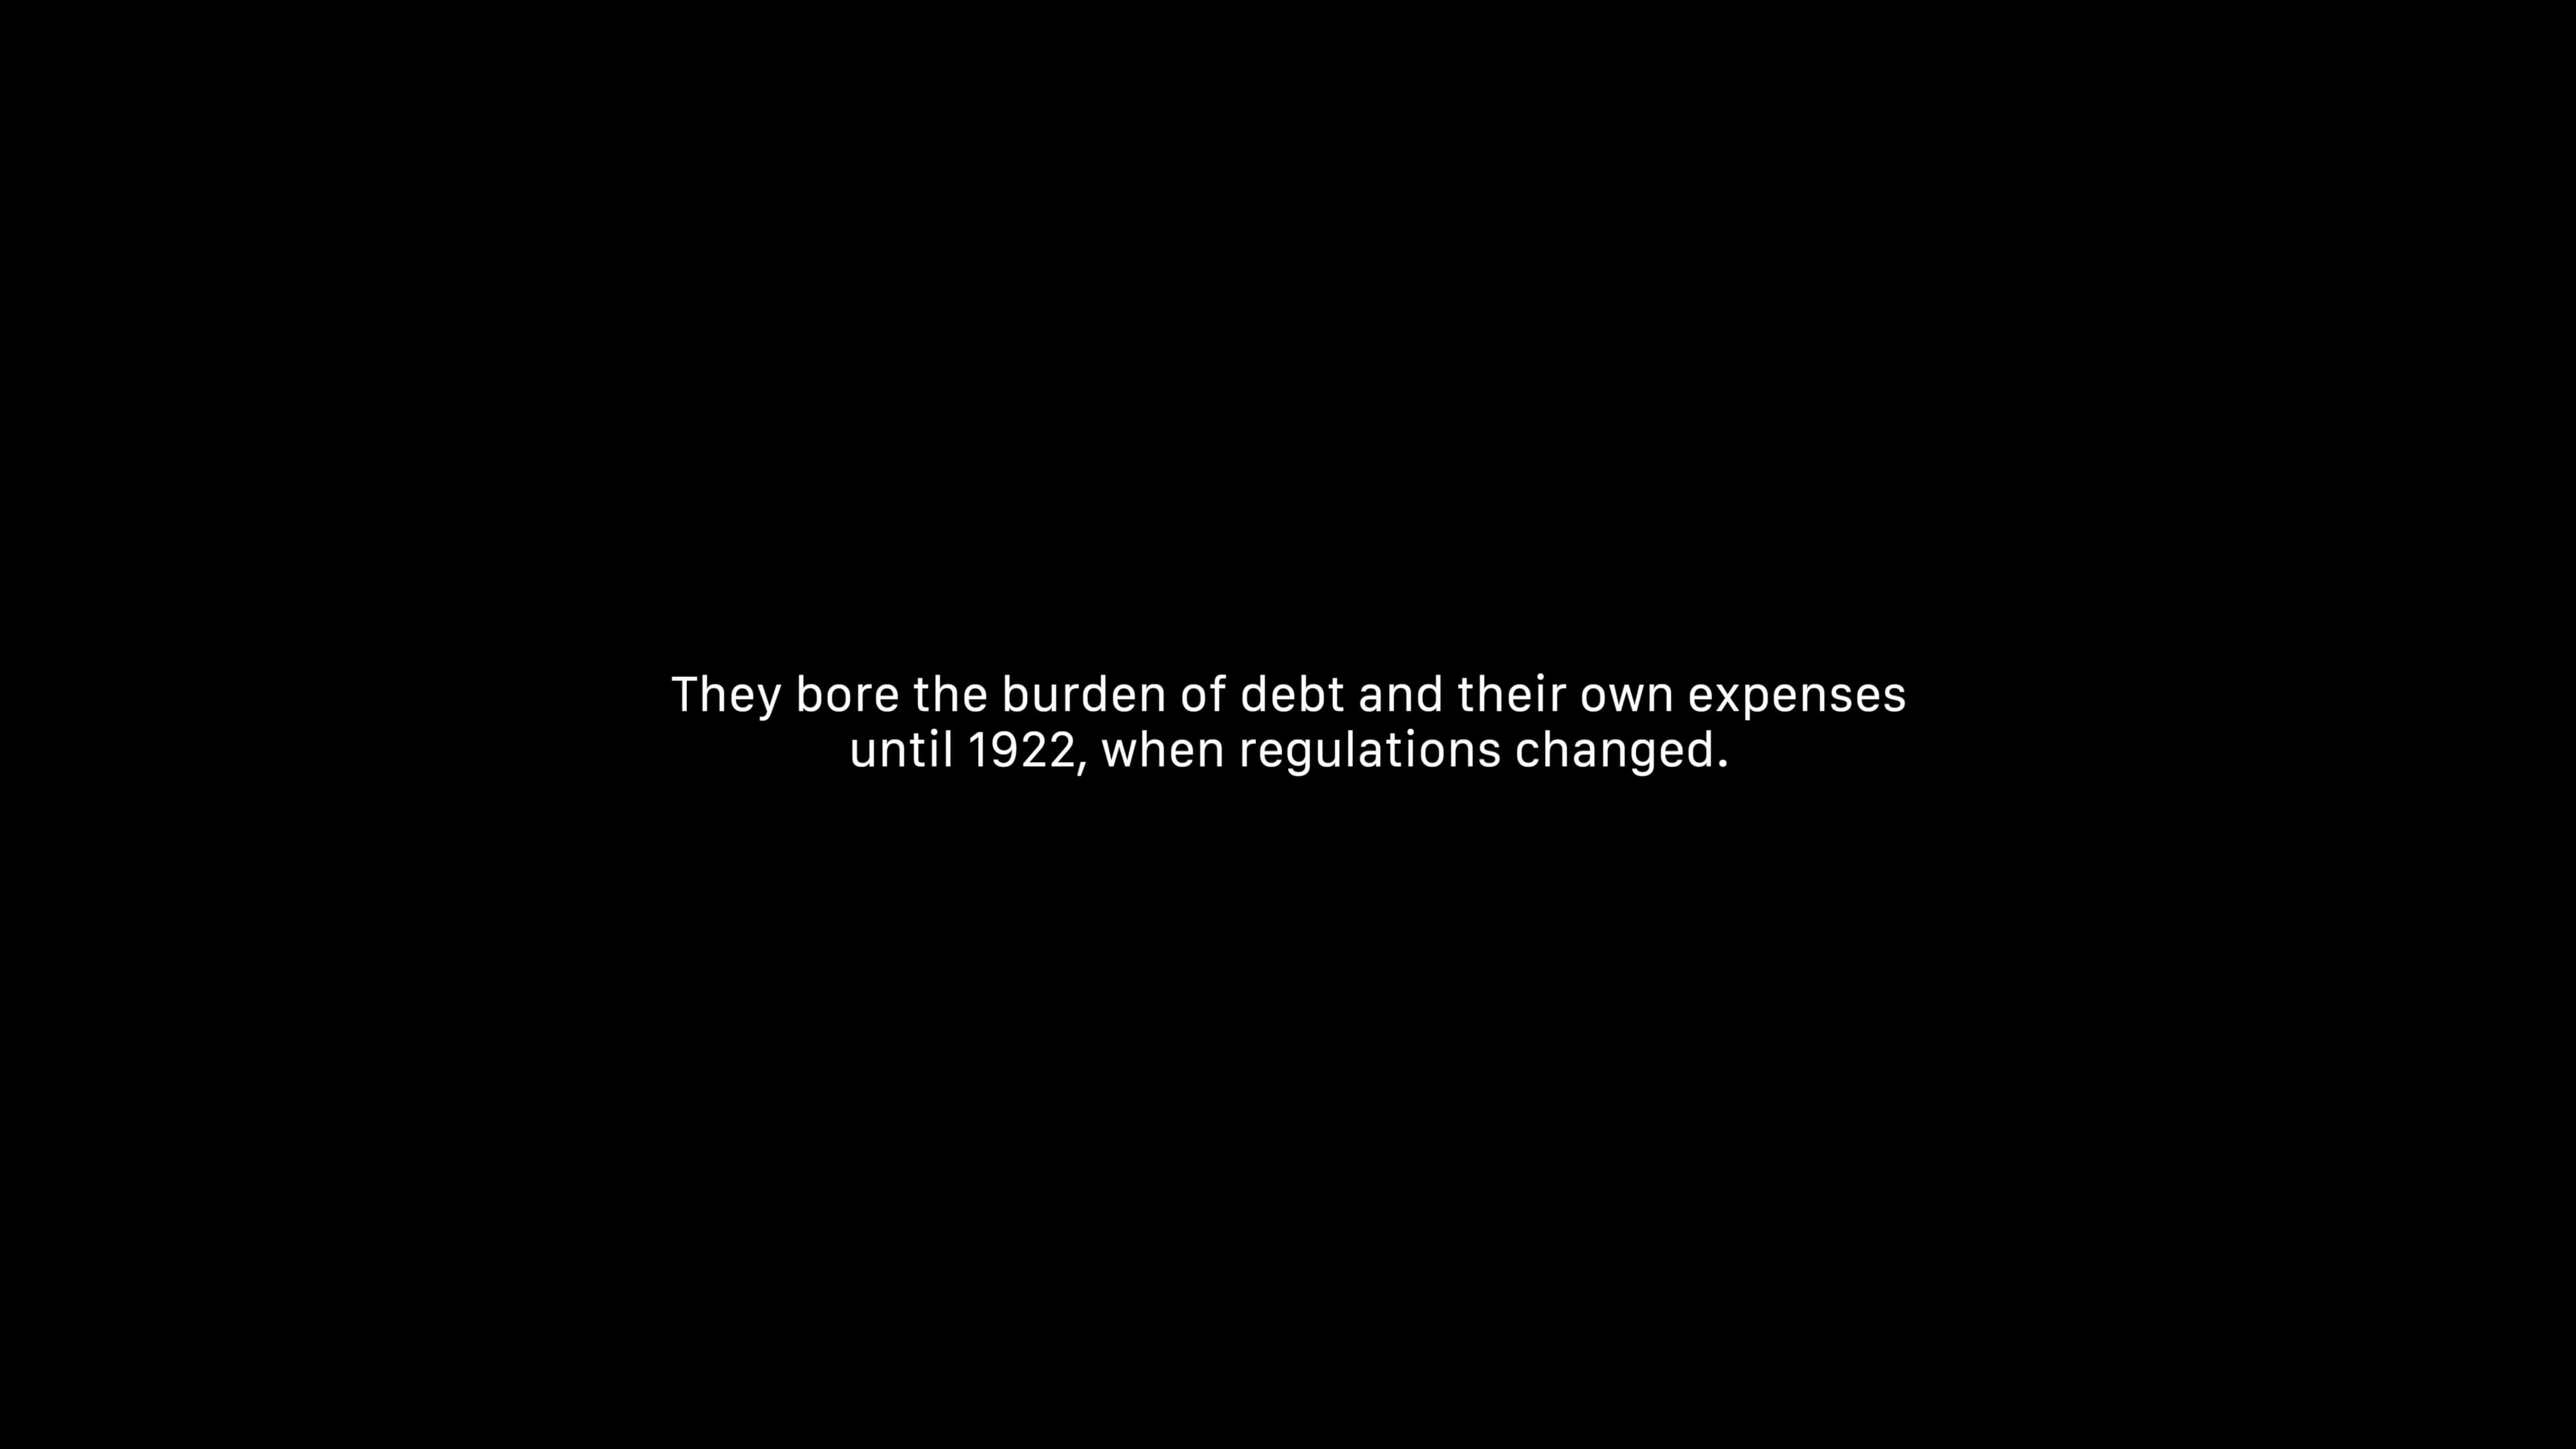 They bore the burden of debt and their own expenses
until 1922, when regulations changed.